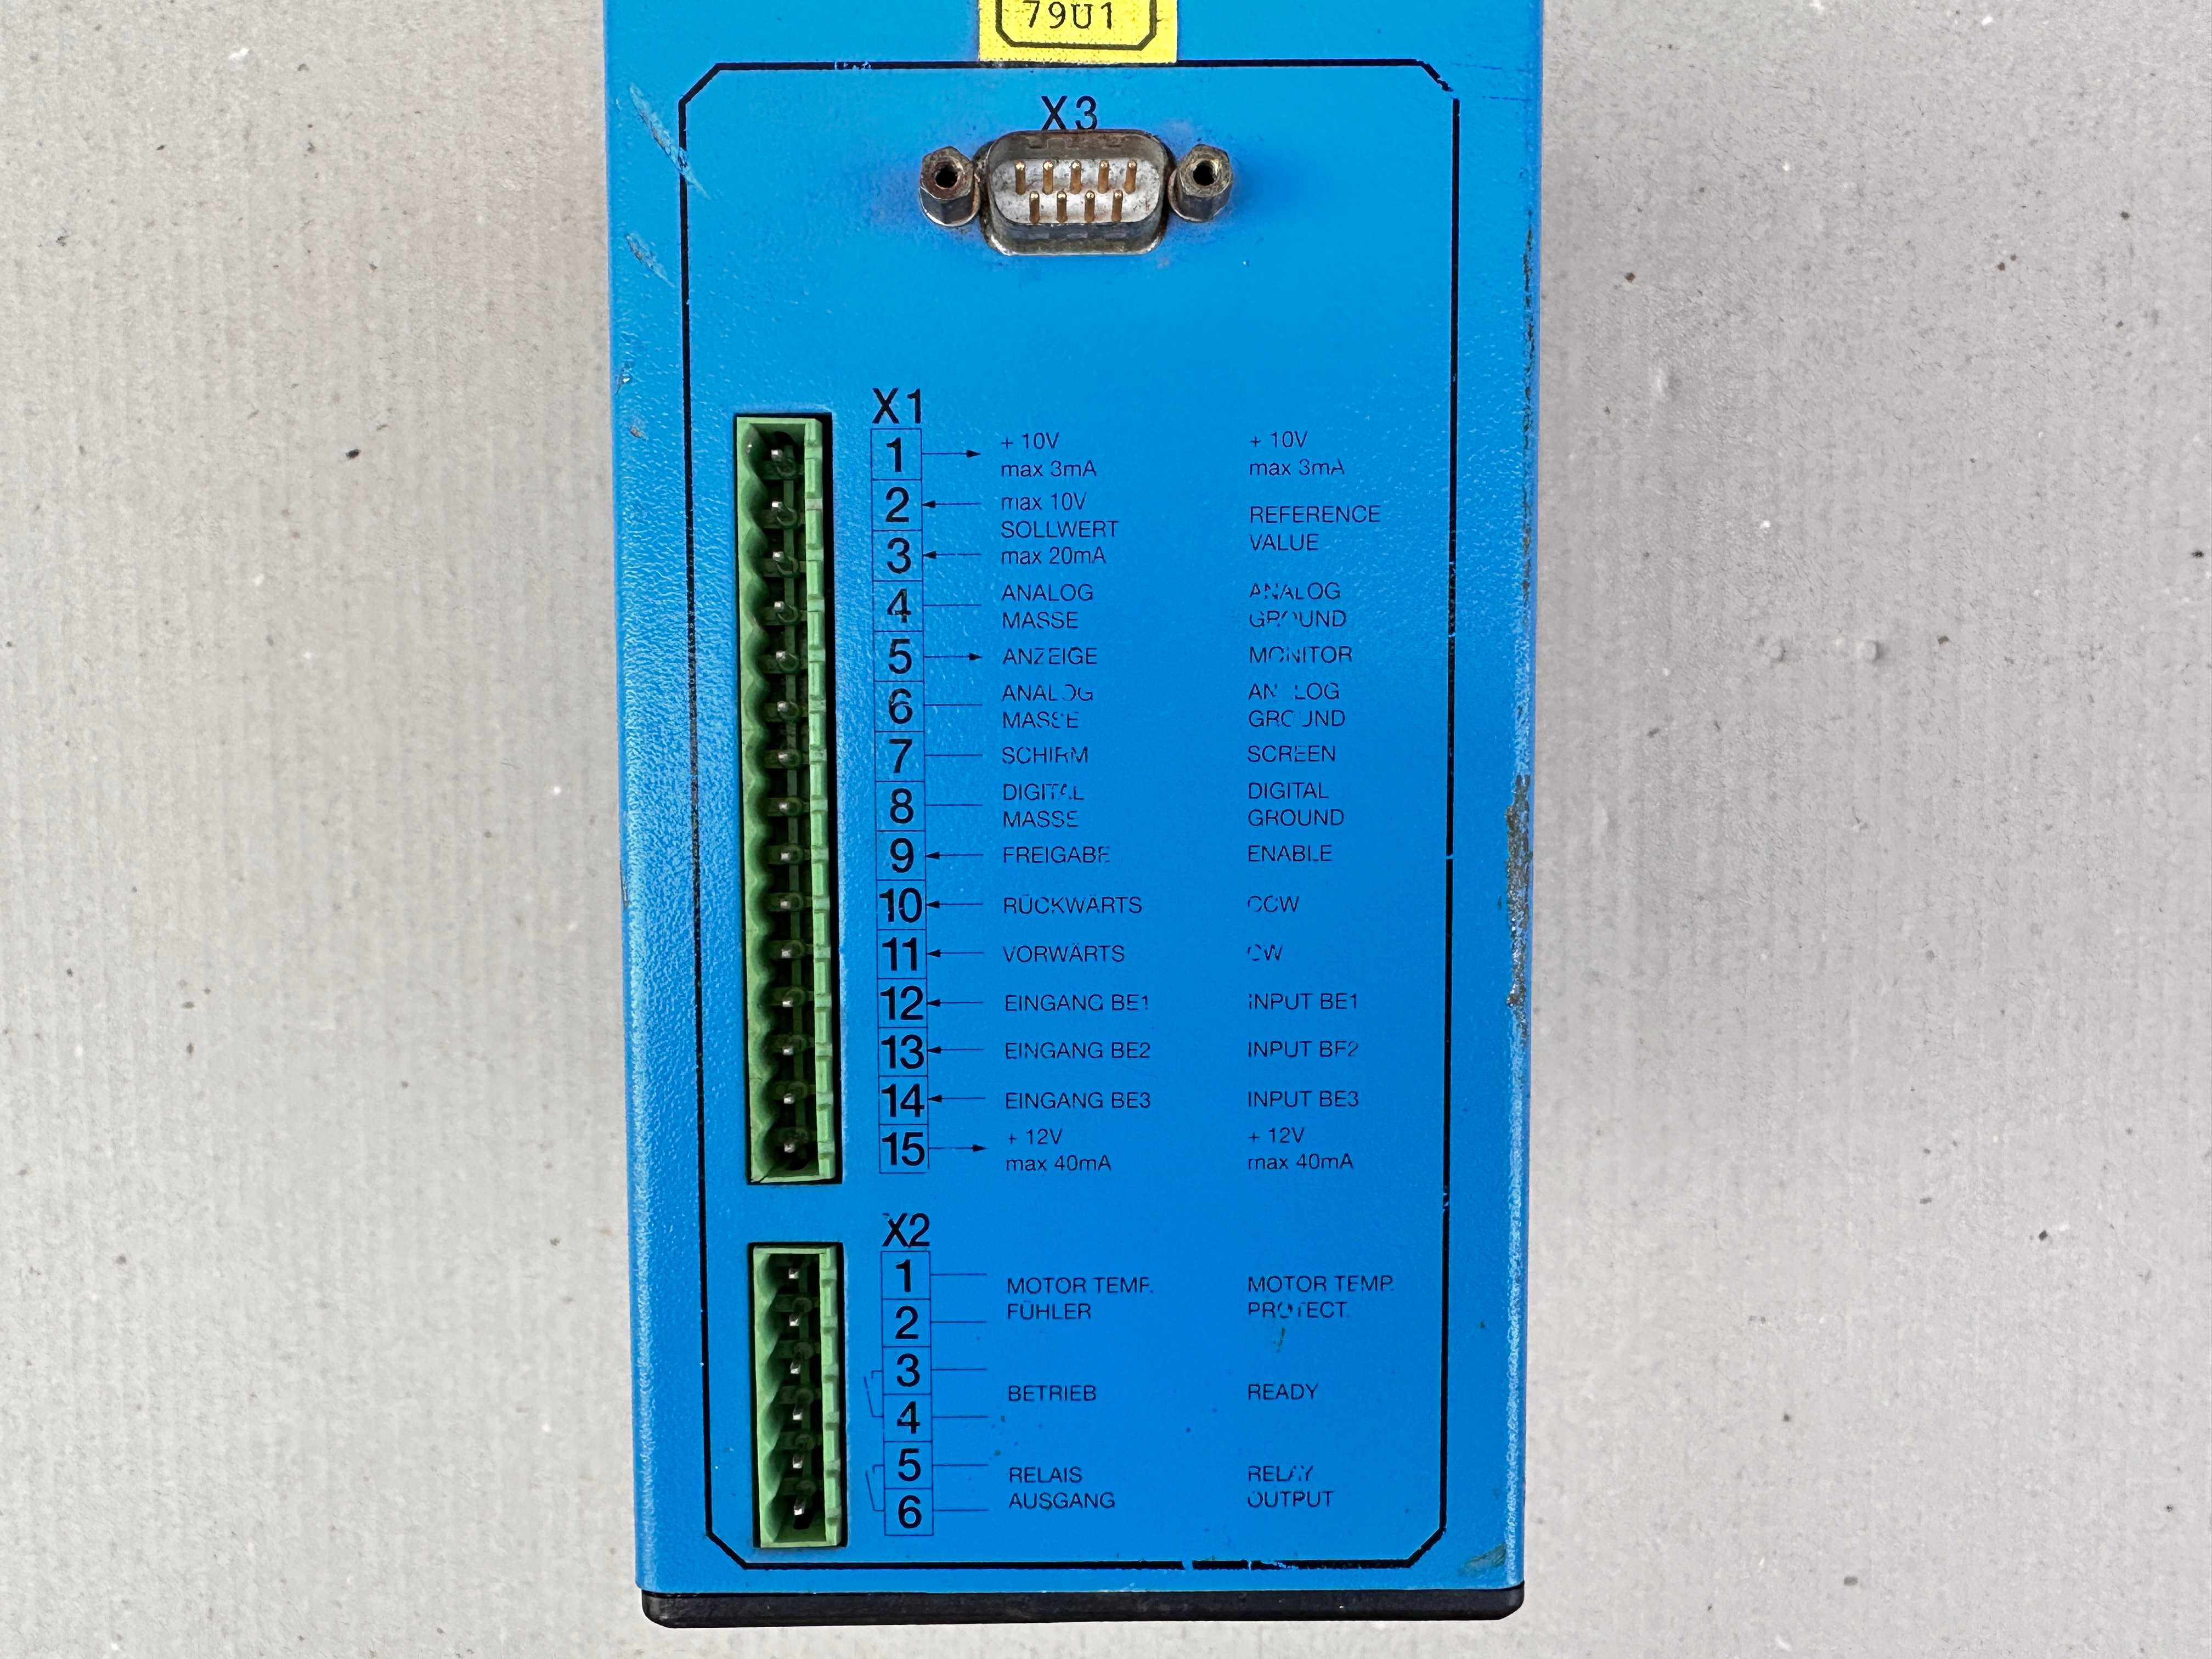 79U1
X3
X1
1 + 10V + 10V
max 3mA max 3mA
2 max 10V REFERENCE
SOLLWERT VALUE
3 max 20mA
4 ANALOG ANALOG
MASSE GROUND
5 ANZEIGE MONITOR
6 ANALOG ANALOG
MASSE GROUND
7 SCHIRM SCREEN
8 DIGITAL DIGITAL
MASSE GROUND
9 FREIGABE ENABLE
10 RÜCKWÄRTS CCW
11 VORWÄRTS CW
12 EINGANG BE1 INPUT BE1
13 EINGANG BE2 INPUT BE2
14 EINGANG BE3 INPUT BE3
15 + 12V + 12V
max 40mA max 40mA
X2
1 MOTOR TEMP. MOTOR TEMP.
2 FÜHLER PROTECT.
3
BETRIEB READY
4
5 RELAIS RELAY
6 AUSGANG OUTPUT